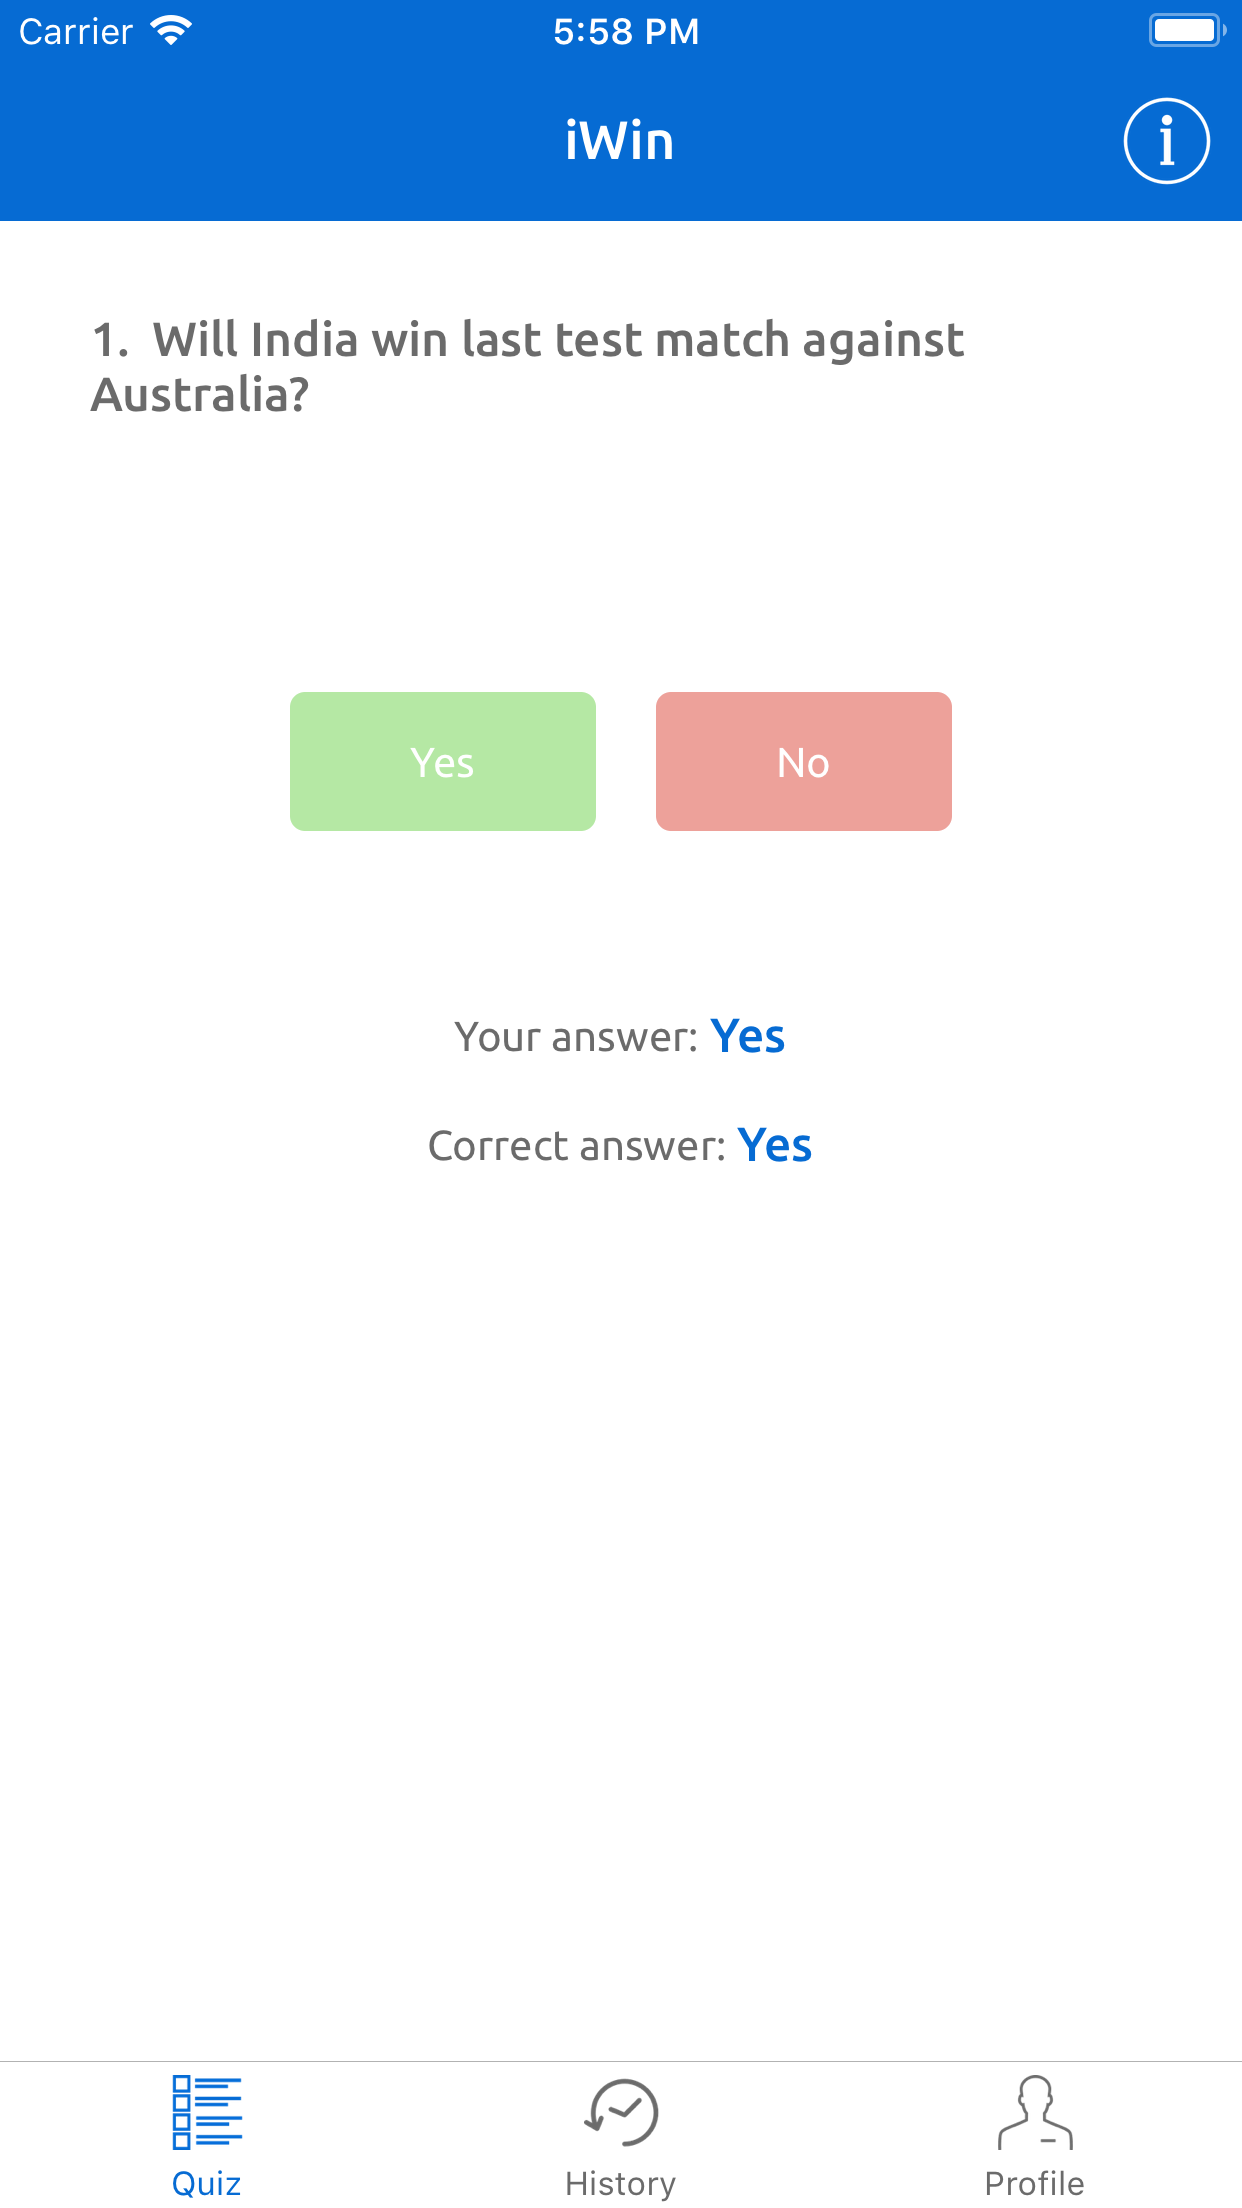 Carrier 5:58 PM
iWin
i
1. Will India win last test match against
Australia?
Yes No
Your answer: Yes
Correct answer: Yes
Quiz History Profile